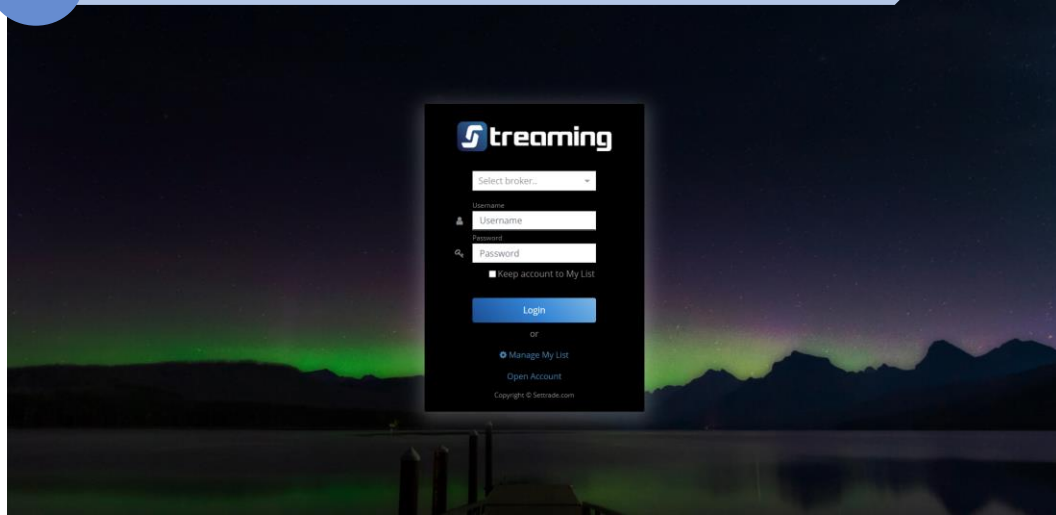 Streaming
Select broker..
Username
Username
Password
Password
Keep account to My List
Login
or
Manage My List
Open Account
Copyright © Settrade.com